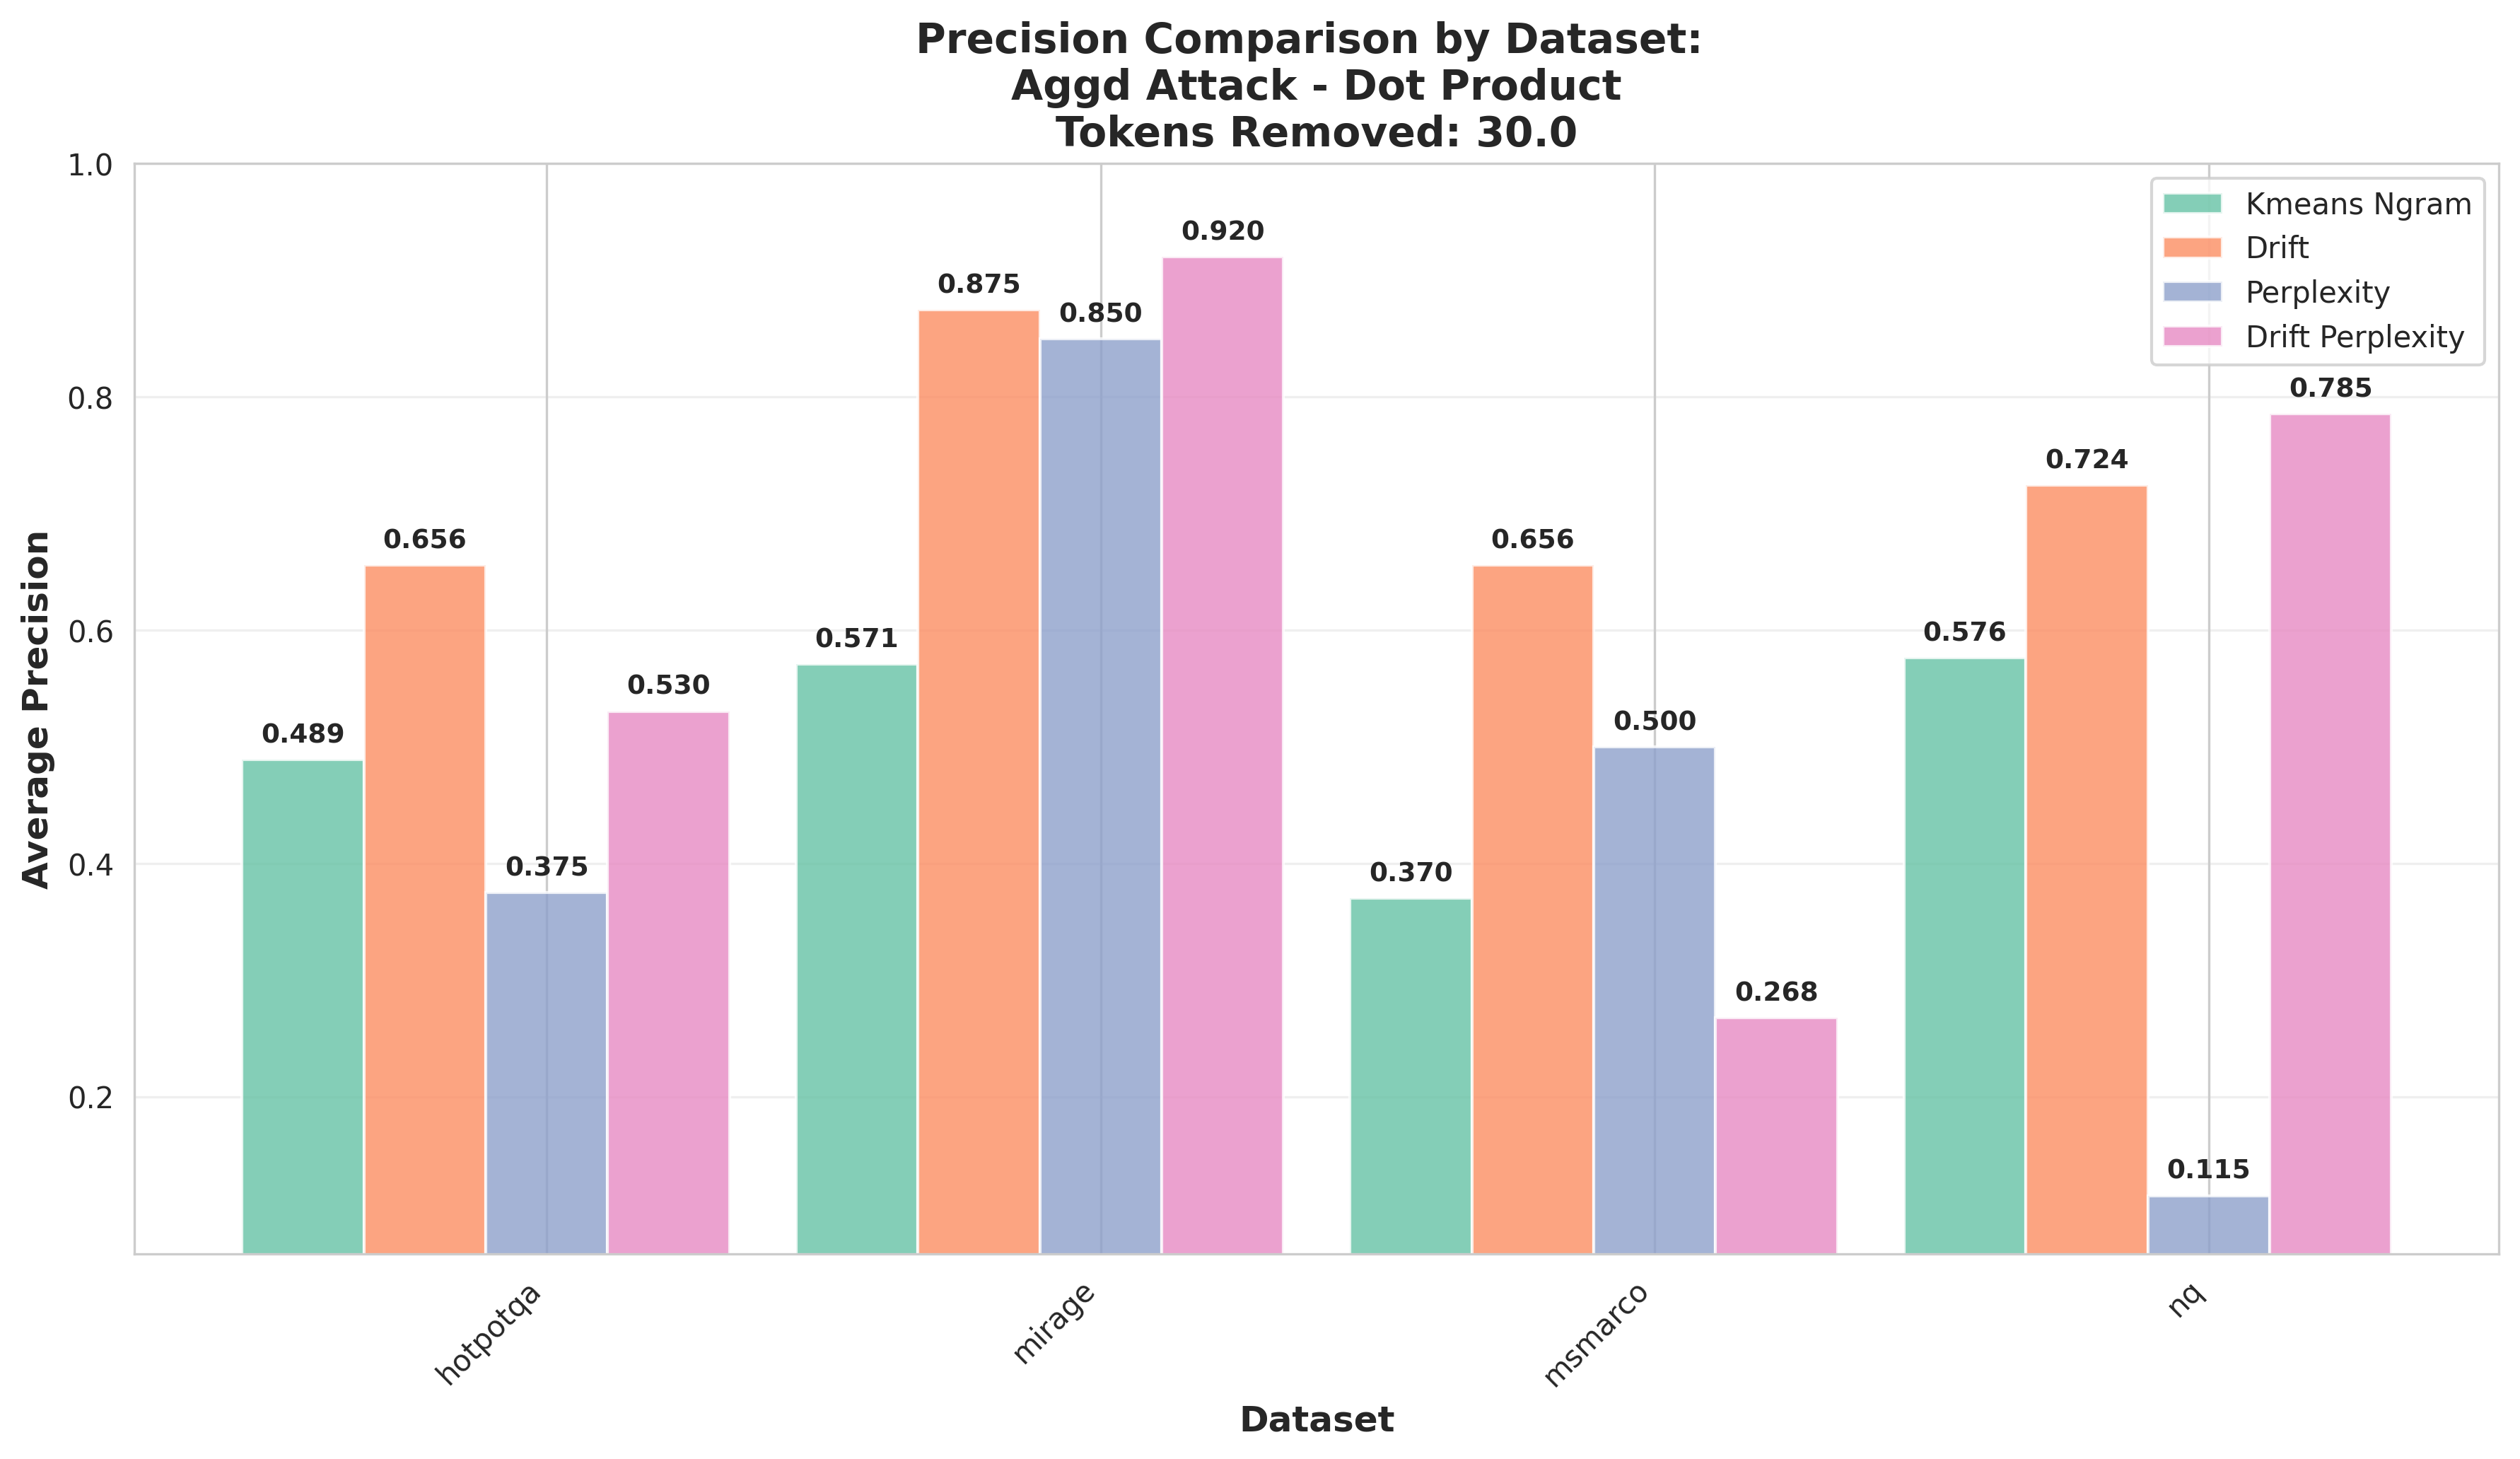 Precision Comparison by Dataset:
Aggd Attack - Dot Product
Tokens Removed: 30.0
Average Precision
1.0
0.8
0.6
0.4
0.2
Kmeans Ngram
Drift
Perplexity
Drift Perplexity
0.489
0.656
0.375
0.530
0.571
0.875
0.850
0.920
0.370
0.656
0.500
0.268
0.576
0.724
0.115
0.785
hotpotqa
mirage
msmarco
nq
Dataset